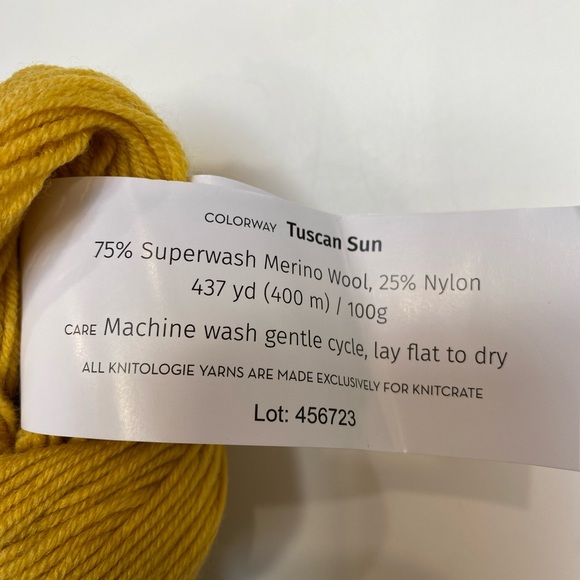 COLORWAY Tuscan Sun
75% Superwash Merino Wool, 25% Nylon
437 yd (400 m) / 100g
CARE Machine wash gentle cycle, lay flat to dry
ALL KNITOLOGIE YARNS ARE MADE EXCLUSIVELY FOR KNITCRATE
Lot: 456723